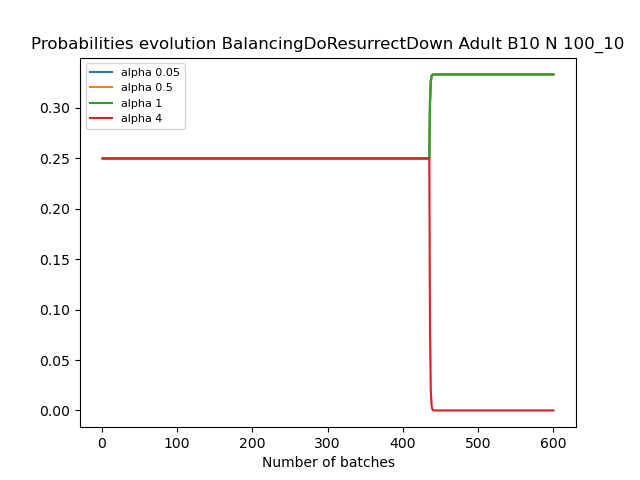 Probabilities evolution BalancingDoResurrectDown Adult B10 N 100_10
alpha 0.05
alpha 0.5
alpha 1
alpha 4
0.30
0.25
0.20
0.15
0.10
0.05
0.00
0 100 200 300 400 500 600
Number of batches